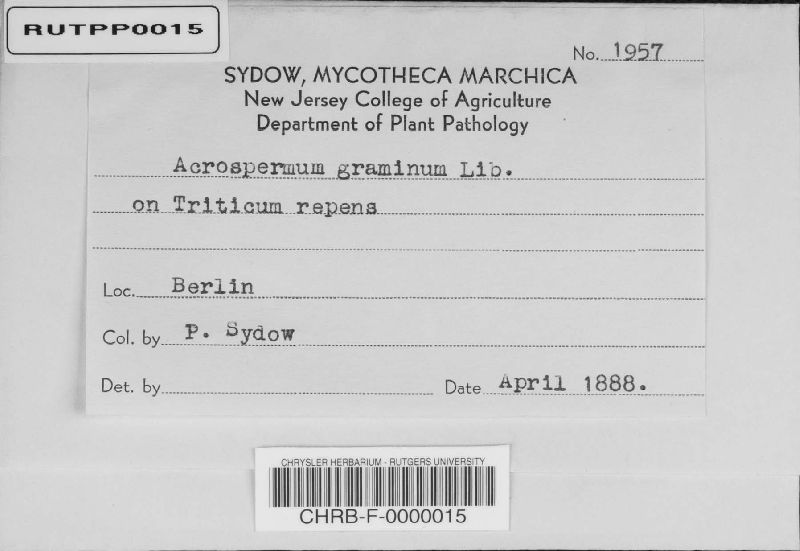 RUTPP0015
No. 1957
SYDOW, MYCOTHECA MARCHICA
New Jersey College of Agriculture
Department of Plant Pathology
Acrospermum graminum Lib.
on Triticum repens
Loc. Berlin
Col. by P. Sydow
Det. by Date April 1888.
CHRYSLER HERBARIUM - RUTGERS UNIVERSITY
CHRB-F-0000015